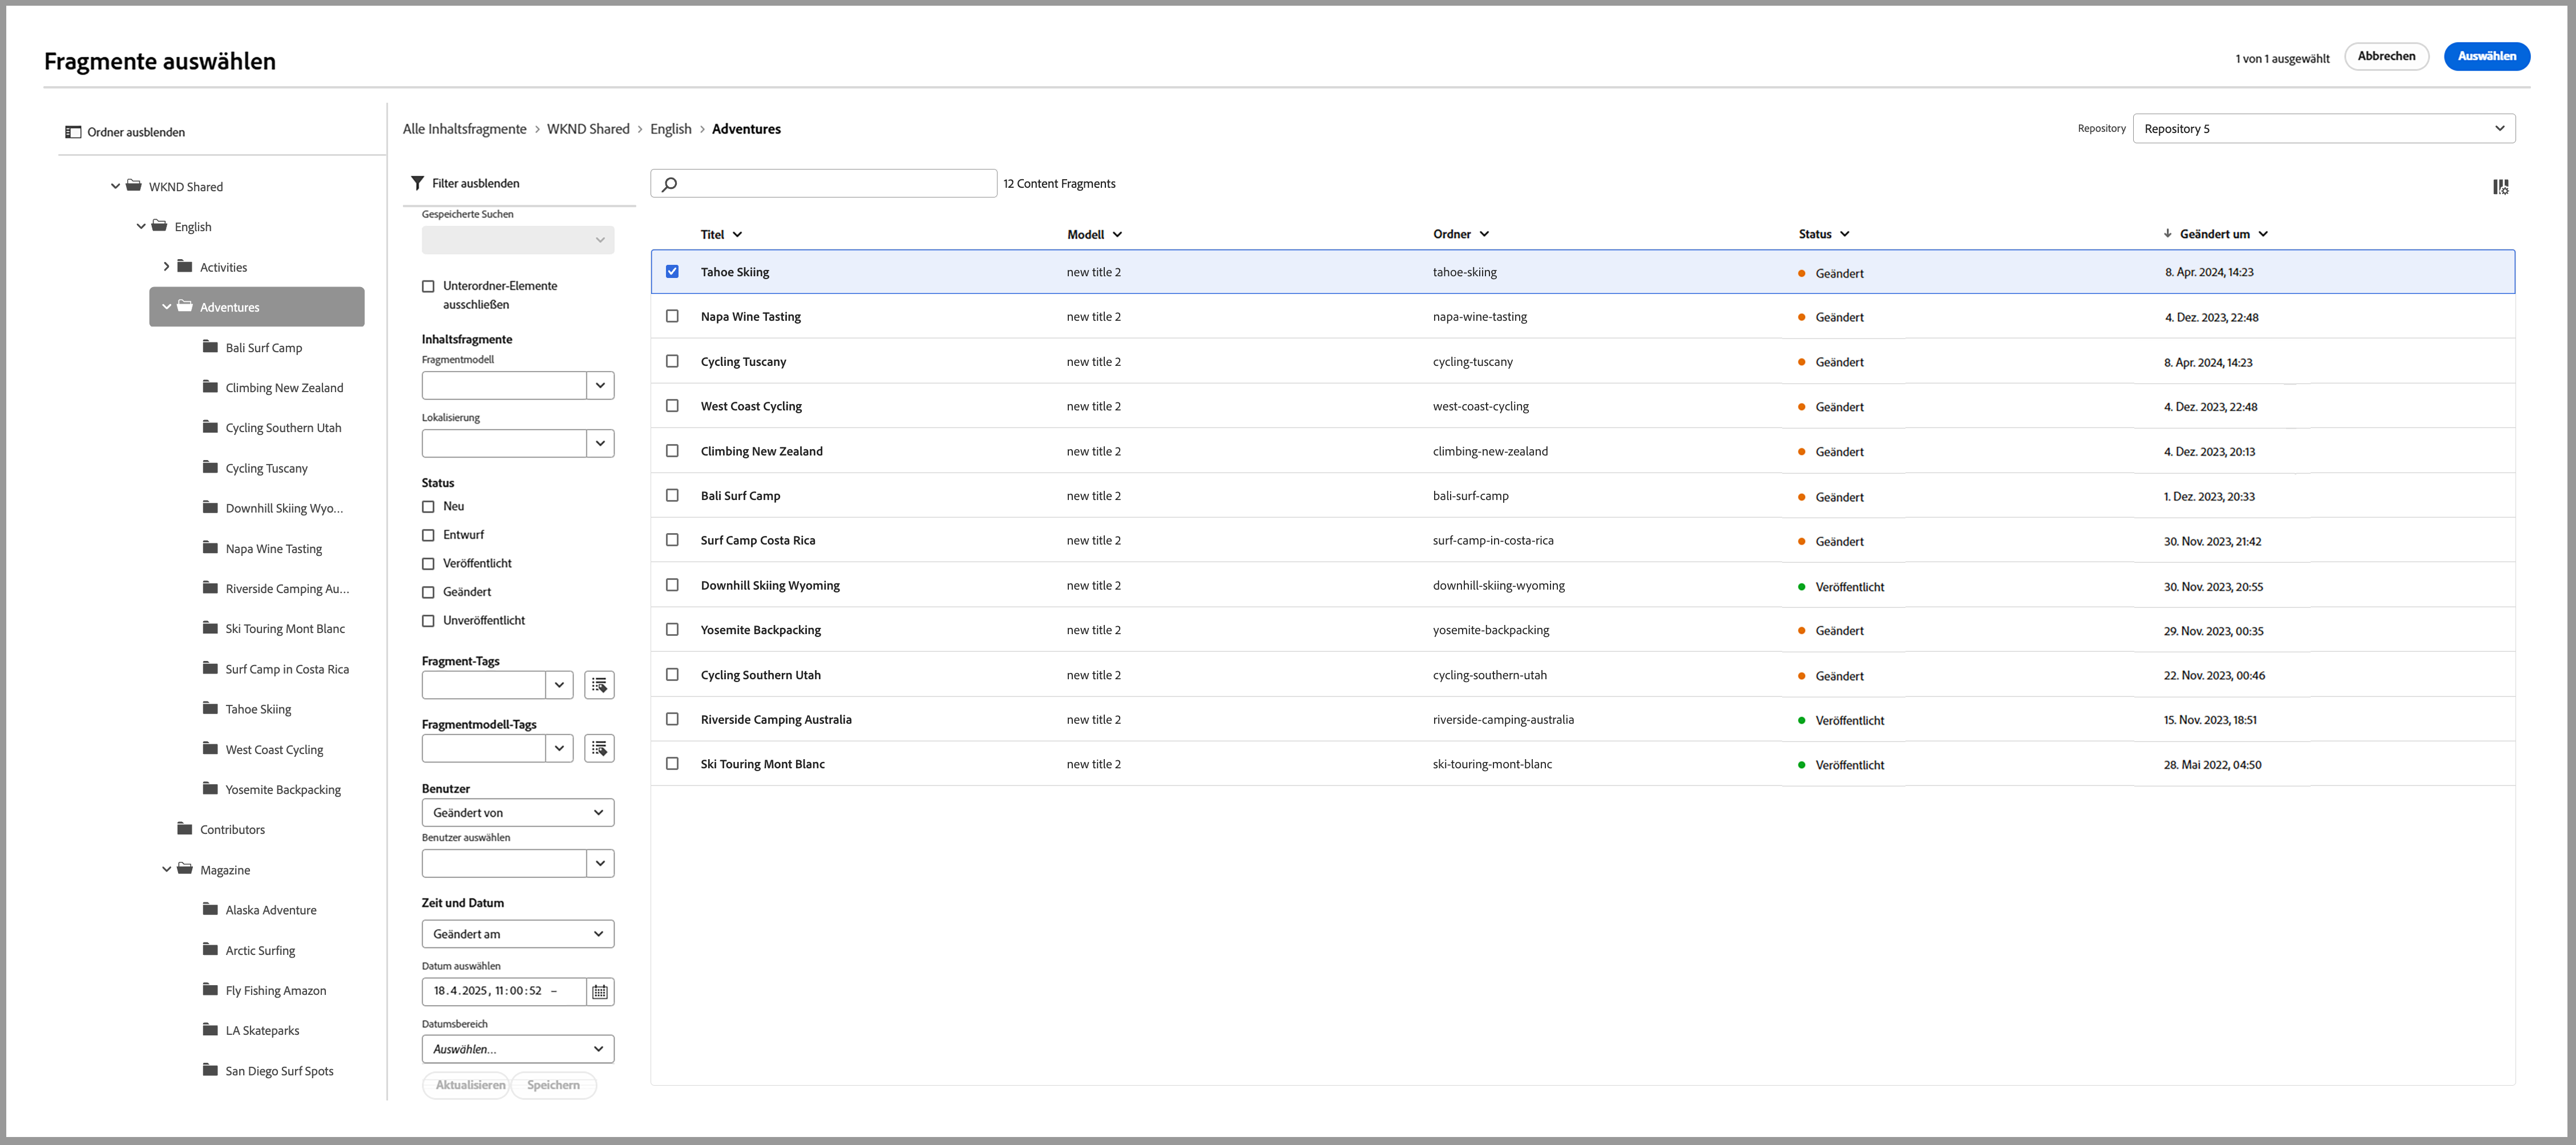 Fragmente auswählen
1 von 1 ausgewählt
Abbrechen
Auswählen
Ordner ausblenden
WKND Shared
English
Activities
Adventures
Bali Surf Camp
Climbing New Zealand
Cycling Southern Utah
Cycling Tuscany
Downhill Skiing Wyo...
Napa Wine Tasting
Riverside Camping Au...
Ski Touring Mont Blanc
Surf Camp in Costa Rica
Tahoe Skiing
West Coast Cycling
Yosemite Backpacking
Contributors
Magazine
Alaska Adventure
Arctic Surfing
Fly Fishing Amazon
LA Skateparks
San Diego Surf Spots
Alle Inhaltsfragmente > WKND Shared > English > Adventures
Repository
Repository 5
Filter ausblenden
Gespeicherte Suchen
Unterordner-Elemente
ausschließen
Inhaltsfragmente
Fragmentmodell
Lokalisierung
Status
Neu
Entwurf
Veröffentlicht
Geändert
Unveröffentlicht
Fragment-Tags
Fragmentmodell-Tags
Benutzer
Geändert von
Benutzer auswählen
Zeit und Datum
Geändert am
Datum auswählen
18.4.2025, 11:00:52 –
Datumsbereich
Auswählen...
Aktualisieren
Speichern
12 Content Fragments
Titel Modell Ordner Status Geändert um
Tahoe Skiing new title 2 tahoe-skiing Geändert 8. Apr. 2024, 14:23
Napa Wine Tasting new title 2 napa-wine-tasting Geändert 4. Dez. 2023, 22:48
Cycling Tuscany new title 2 cycling-tuscany Geändert 8. Apr. 2024, 14:23
West Coast Cycling new title 2 west-coast-cycling Geändert 4. Dez. 2023, 22:48
Climbing New Zealand new title 2 climbing-new-zealand Geändert 4. Dez. 2023, 20:13
Bali Surf Camp new title 2 bali-surf-camp Geändert 1. Dez. 2023, 20:33
Surf Camp Costa Rica new title 2 surf-camp-in-costa-rica Geändert 30. Nov. 2023, 21:42
Downhill Skiing Wyoming new title 2 downhill-skiing-wyoming Veröffentlicht 30. Nov. 2023, 20:55
Yosemite Backpacking new title 2 yosemite-backpacking Geändert 29. Nov. 2023, 00:35
Cycling Southern Utah new title 2 cycling-southern-utah Geändert 22. Nov. 2023, 00:46
Riverside Camping Australia new title 2 riverside-camping-australia Veröffentlicht 15. Nov. 2023, 18:51
Ski Touring Mont Blanc new title 2 ski-touring-mont-blanc Veröffentlicht 28. Mai 2022, 04:50